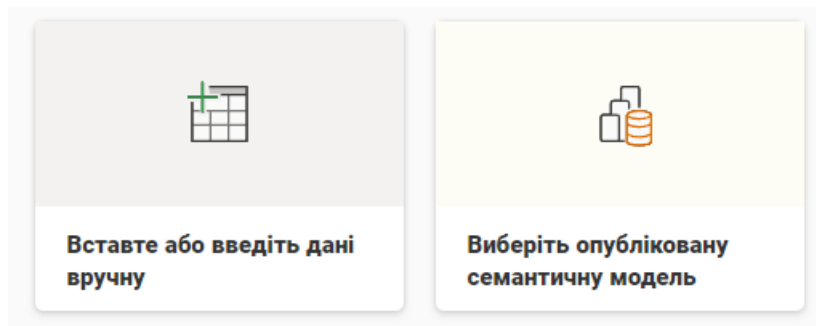 Вставте або введіть дані
вручну
Виберіть опубліковану
семантичну модель